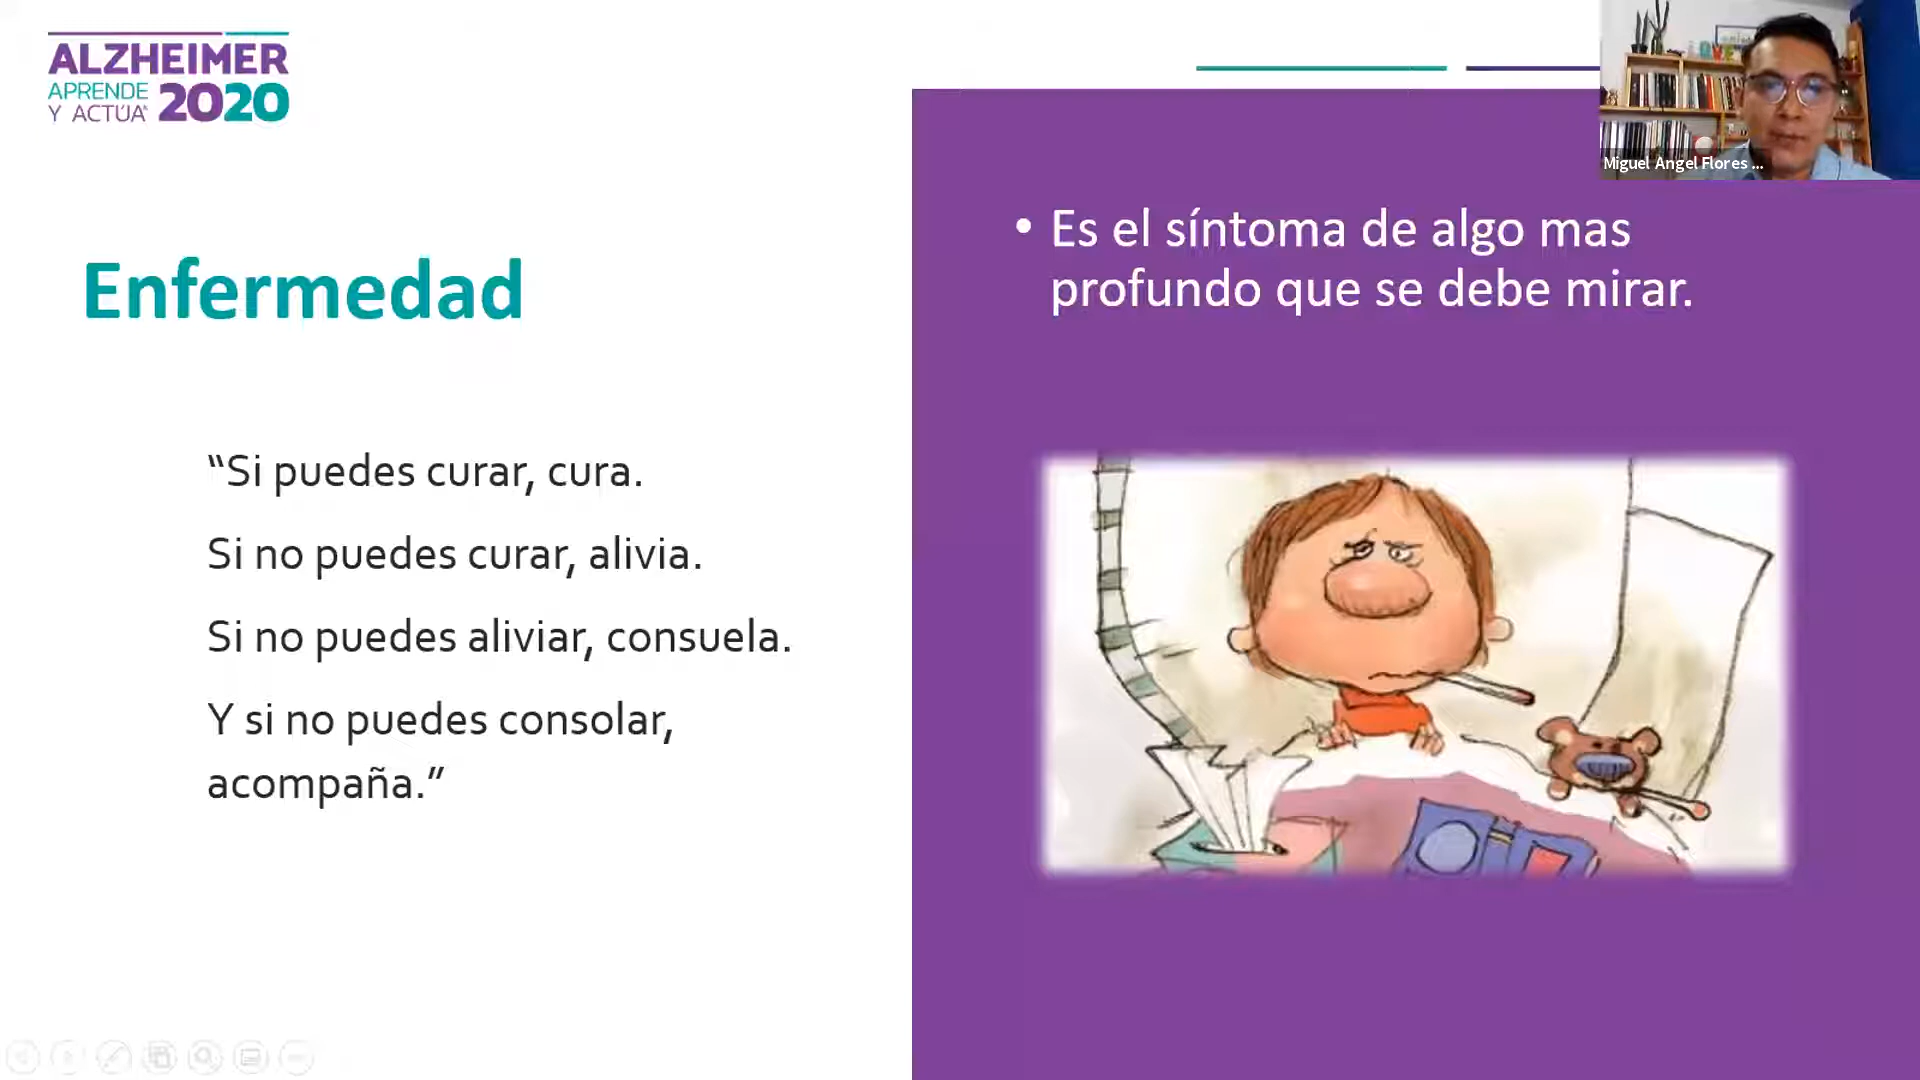 ALZHEIMER
APRENDE
Y ACTÚA 2020
Miguel Angel Flores ...
Enfermedad
“Si puedes curar, cura.
Si no puedes curar, alivia.
Si no puedes aliviar, consuela.
Y si no puedes consolar,
acompaña.”
• Es el síntoma de algo mas
profundo que se debe mirar.